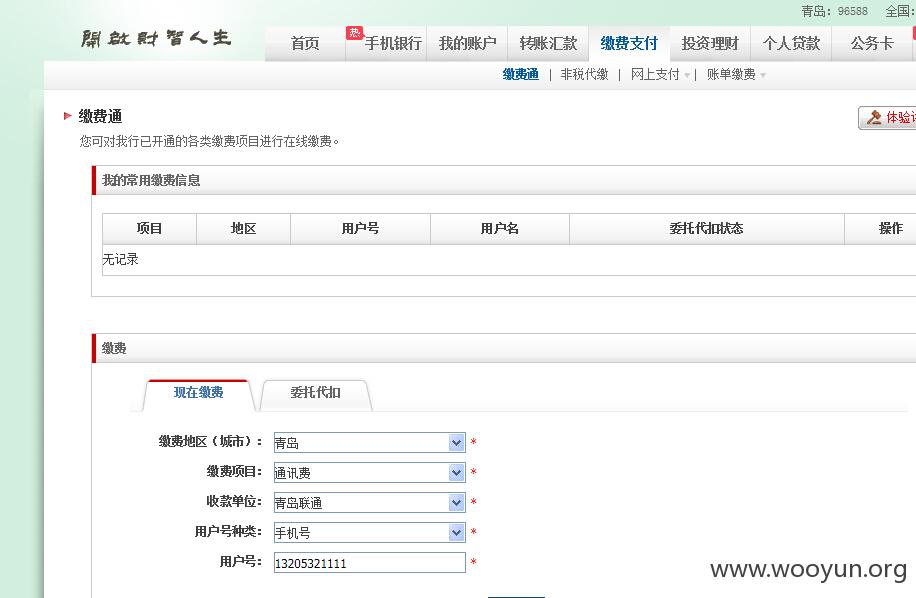 青岛：96588 全国：
開啟財智人生
首页 热 手机银行 我的账户 转账汇款 缴费支付 投资理财 个人贷款 公务卡
缴费通 | 非税代缴 | 网上支付 | 账单缴费
缴费通
体验
您可对我行已开通的各类缴费项目进行在线缴费。
我的常用缴费信息
项目 地区 用户号 用户名 委托代扣状态 操作
无记录
缴费
现在缴费 委托代扣
缴费地区（城市）： 青岛 *
缴费项目： 通讯费 *
收款单位： 青岛联通 *
用户号种类： 手机号 *
用户号： 13205321111 *
www.wooyun.org